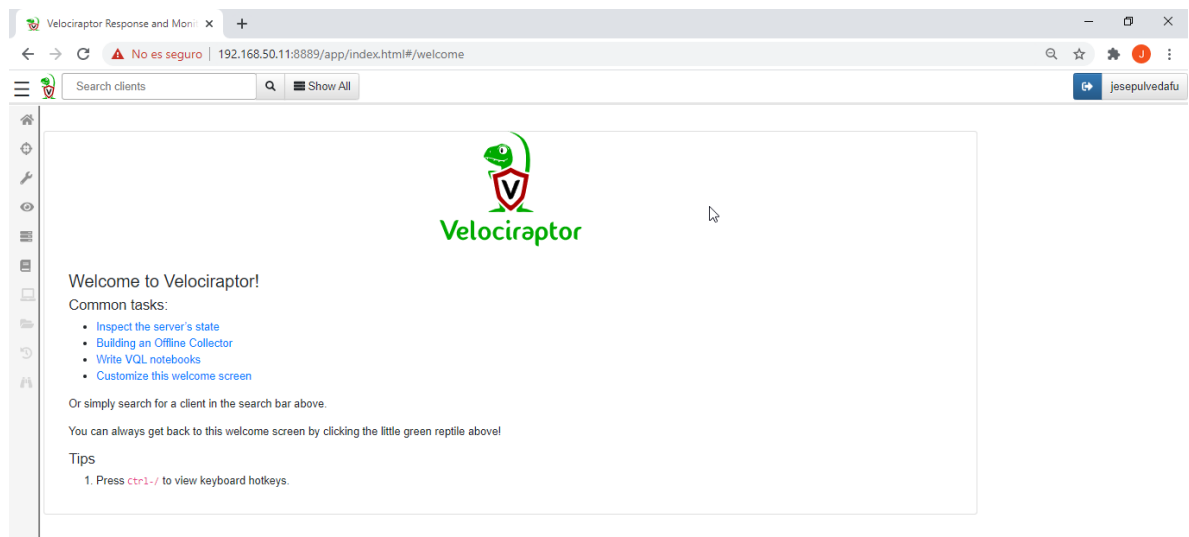 Velociraptor Response and Moni
No es seguro | 192.168.50.11:8889/app/index.html#/welcome
J
Search clients
Show All
jesepulvedafu
V
Velociraptor
Welcome to Velociraptor!
Common tasks:
Inspect the server's state
Building an Offline Collector
Write VQL notebooks
Customize this welcome screen
Or simply search for a client in the search bar above.
You can always get back to this welcome screen by clicking the little green reptile above!
Tips
1. Press Ctrl-/ to view keyboard hotkeys.